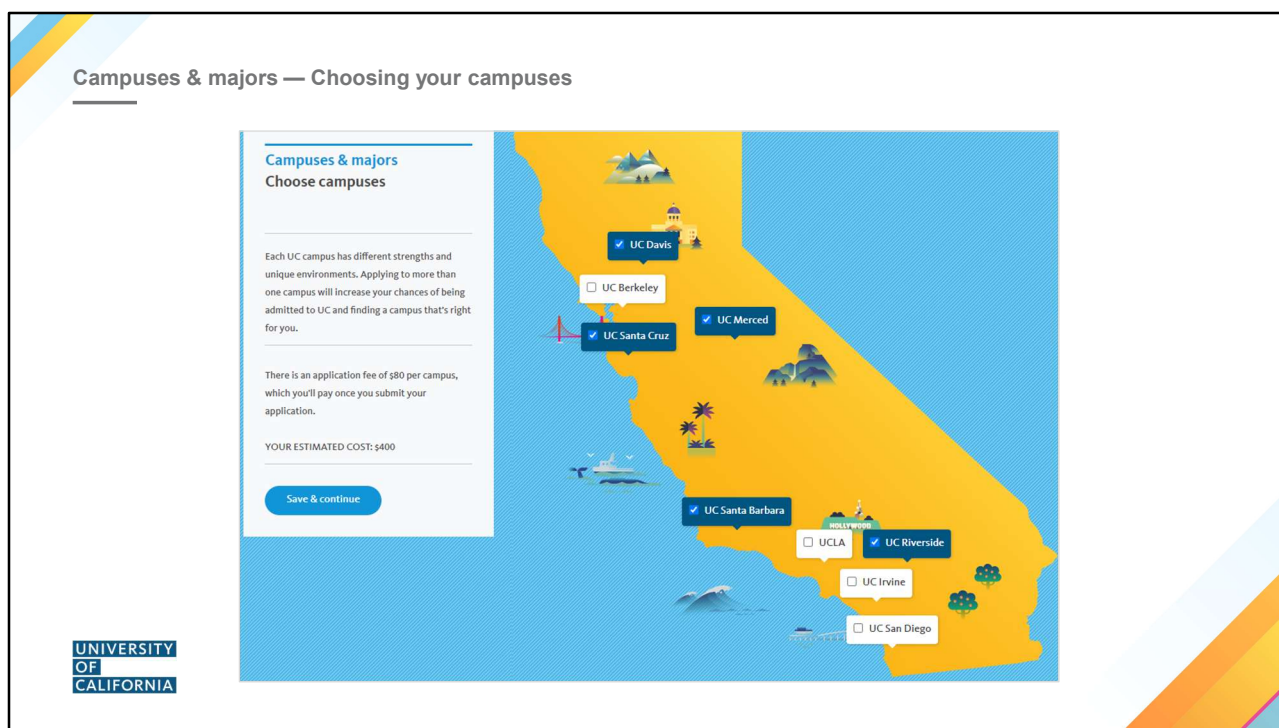 Campuses & majors — Choosing your campuses
Campuses & majors
Choose campuses
Each UC campus has different strengths and
unique environments. Applying to more than
one campus will increase your chances of being
admitted to UC and finding a campus that's right
for you.
There is an application fee of $80 per campus,
which you'll pay once you submit your
application.
YOUR ESTIMATED COST: $400
Save & continue
UC Davis
UC Berkeley
UC Merced
UC Santa Cruz
UC Santa Barbara
HOLLYWOOD
UCLA
UC Riverside
UC Irvine
UC San Diego
UNIVERSITY
OF
CALIFORNIA